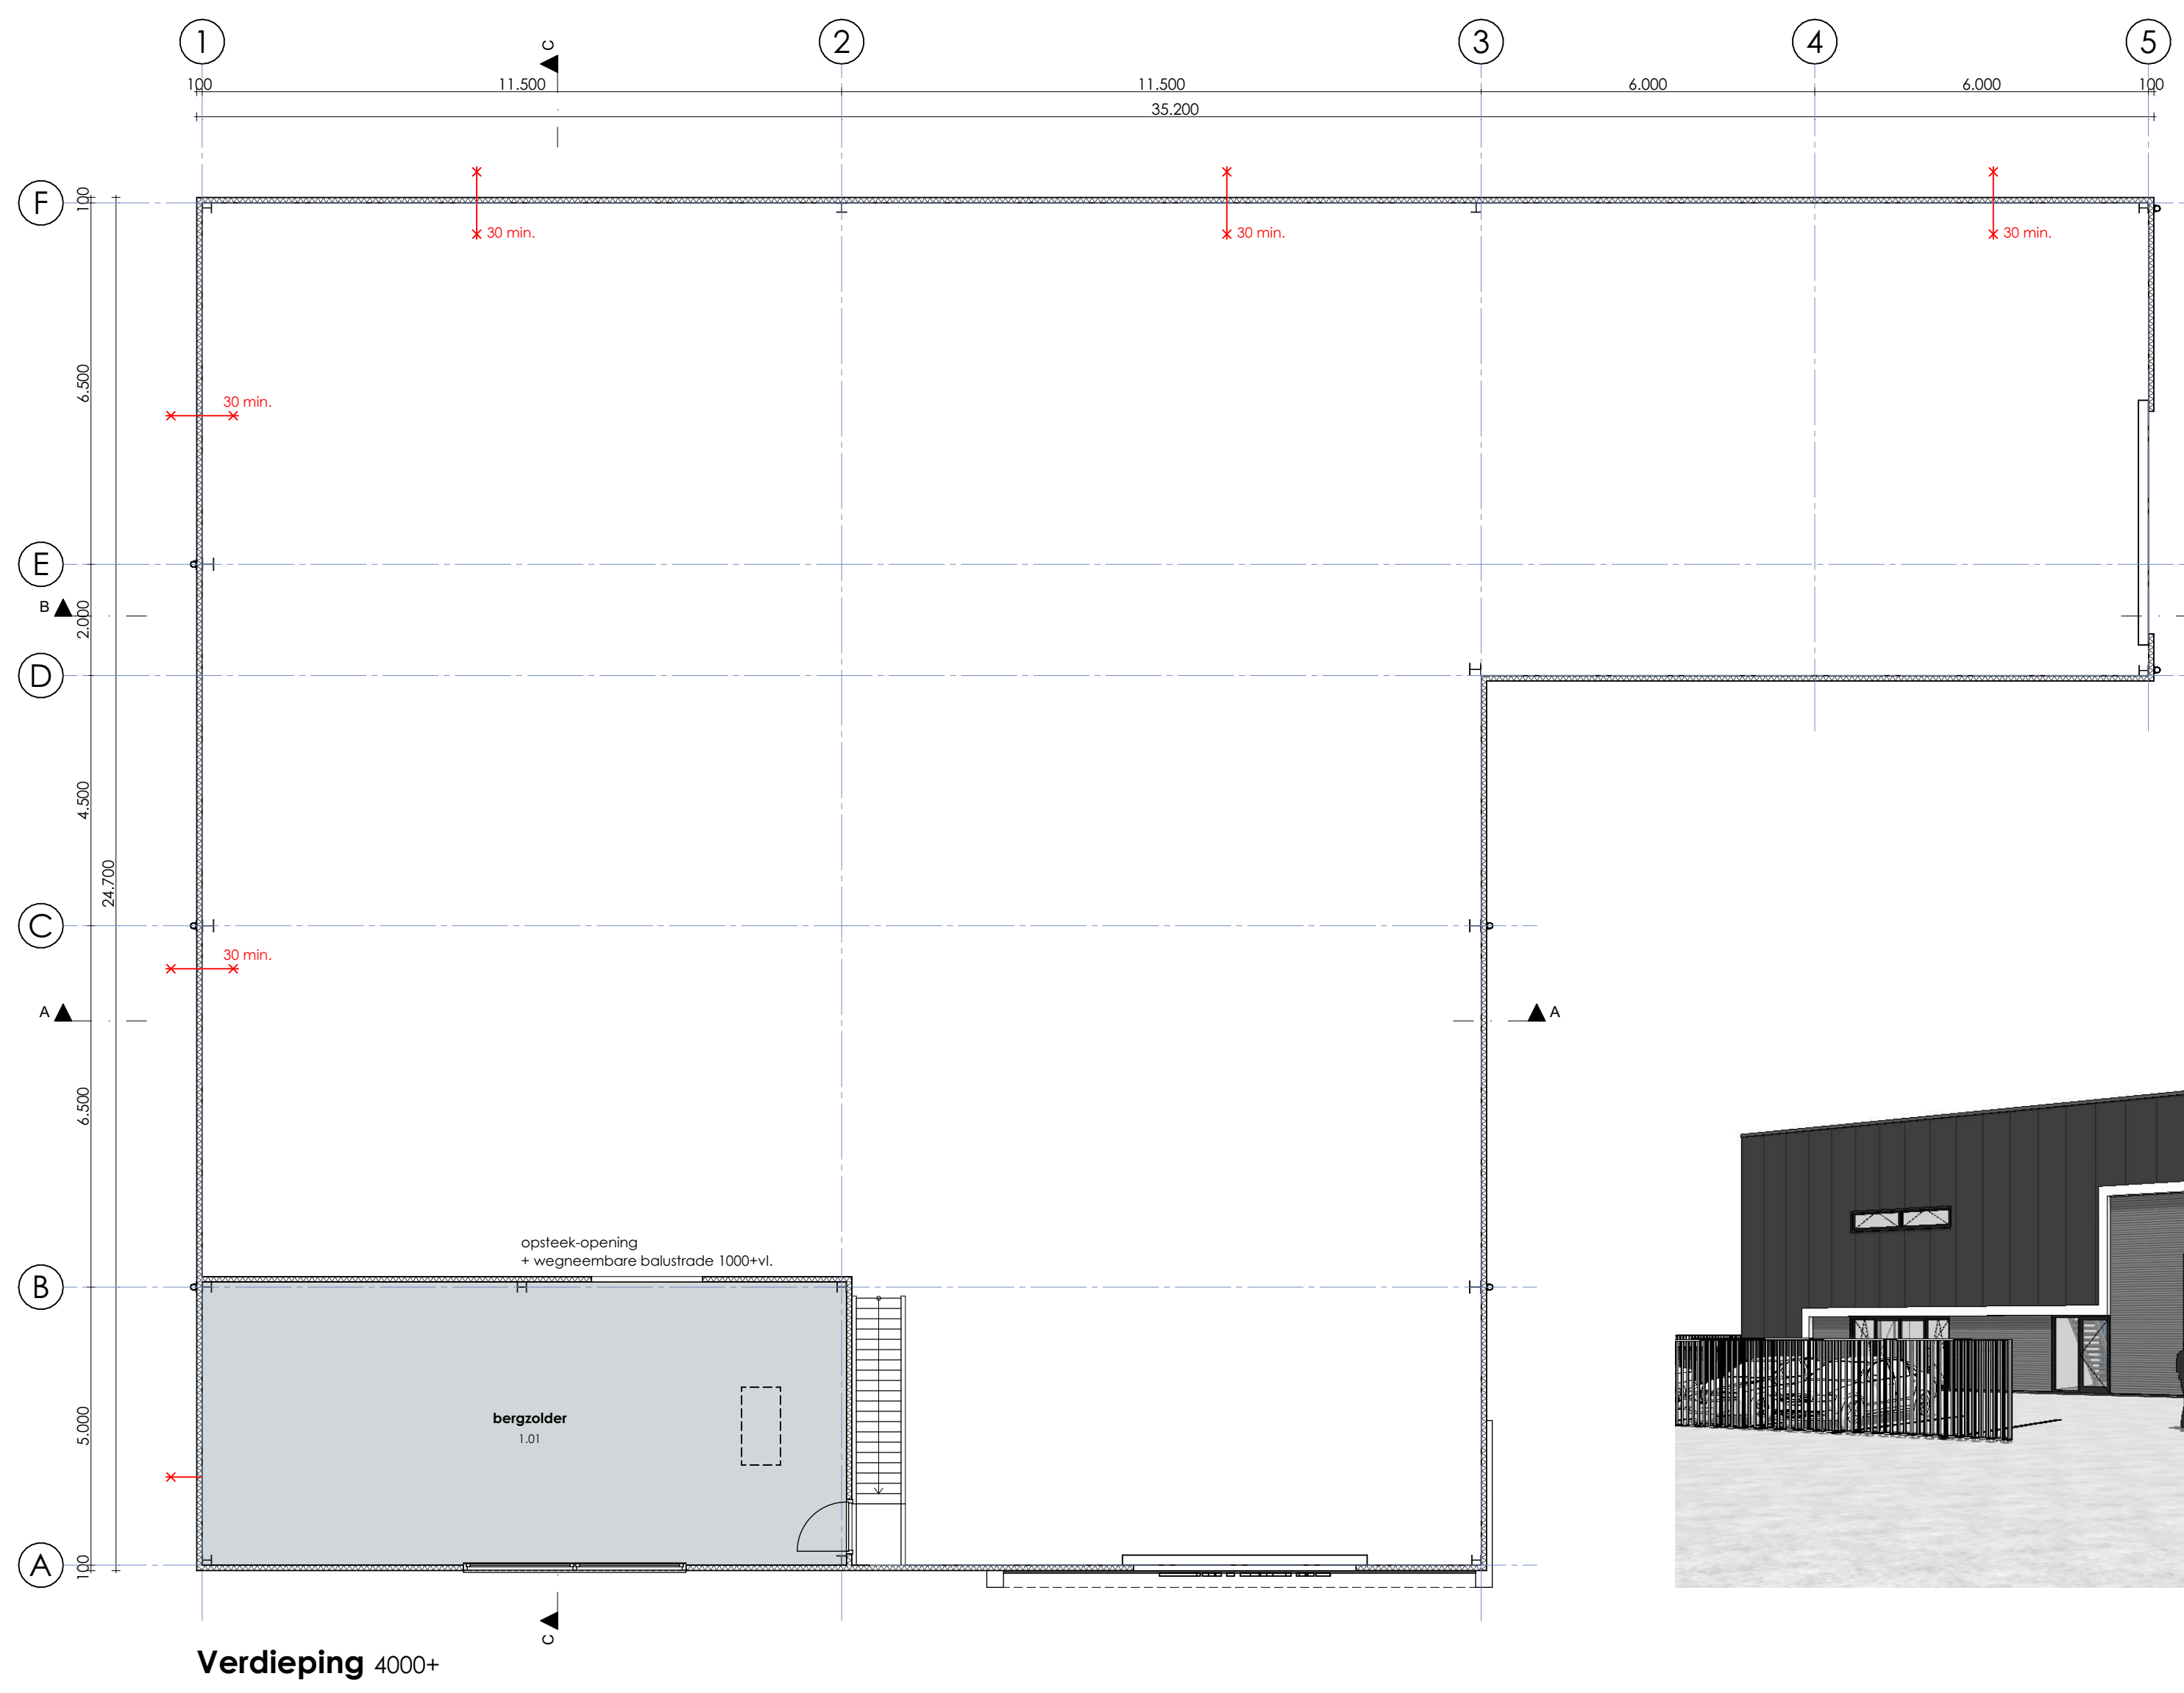 1 2 3 4 5
C
100 11.500 11.500 6.000 6.000 100
35.200
F 100
30 min. 30 min. 30 min.
6.500
30 min.
E
B 2.000
D
4.500
24.700
C
30 min.
A A
6.500
opsteek-opening
+ wegneembare balustrade 1000+vl.
B
bergzolder
1.01
5.000
A 100
C
Verdieping 4000+